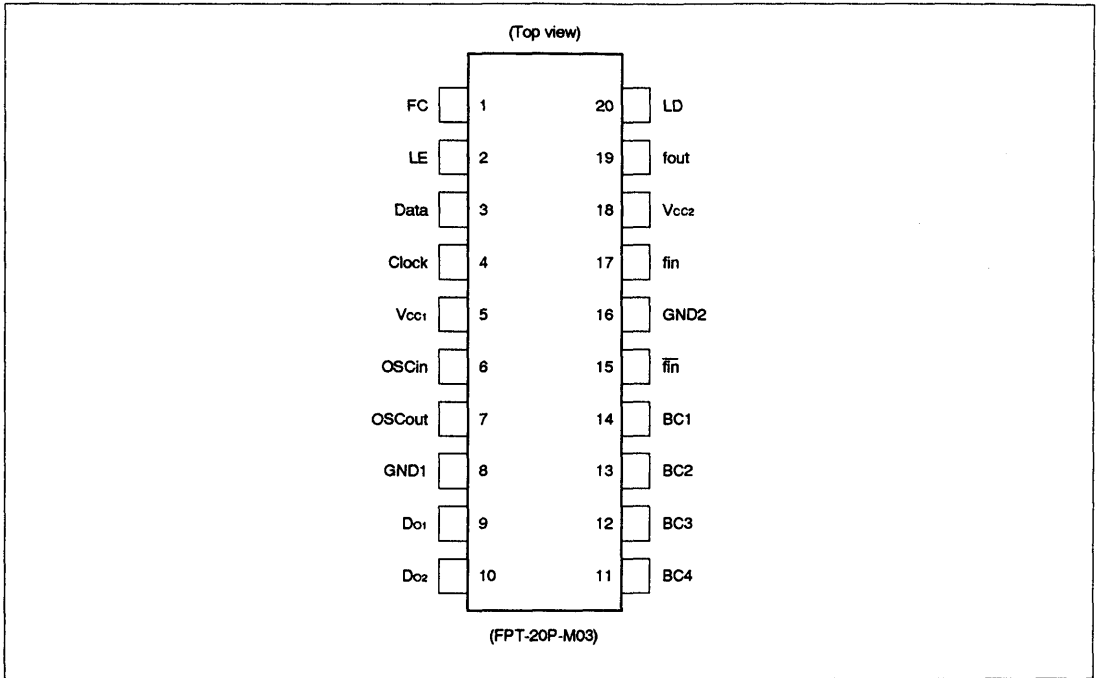 (Top view)
FC 1 20 LD
LE 2 19 fout
Data 3 18 Vcc2
Clock 4 17 fin
Vcc1 5 16 GND2
OSCin 6 15 f̅i̅n̅
OSCout 7 14 BC1
GND1 8 13 BC2
Do1 9 12 BC3
Do2 10 11 BC4
(FPT-20P-M03)